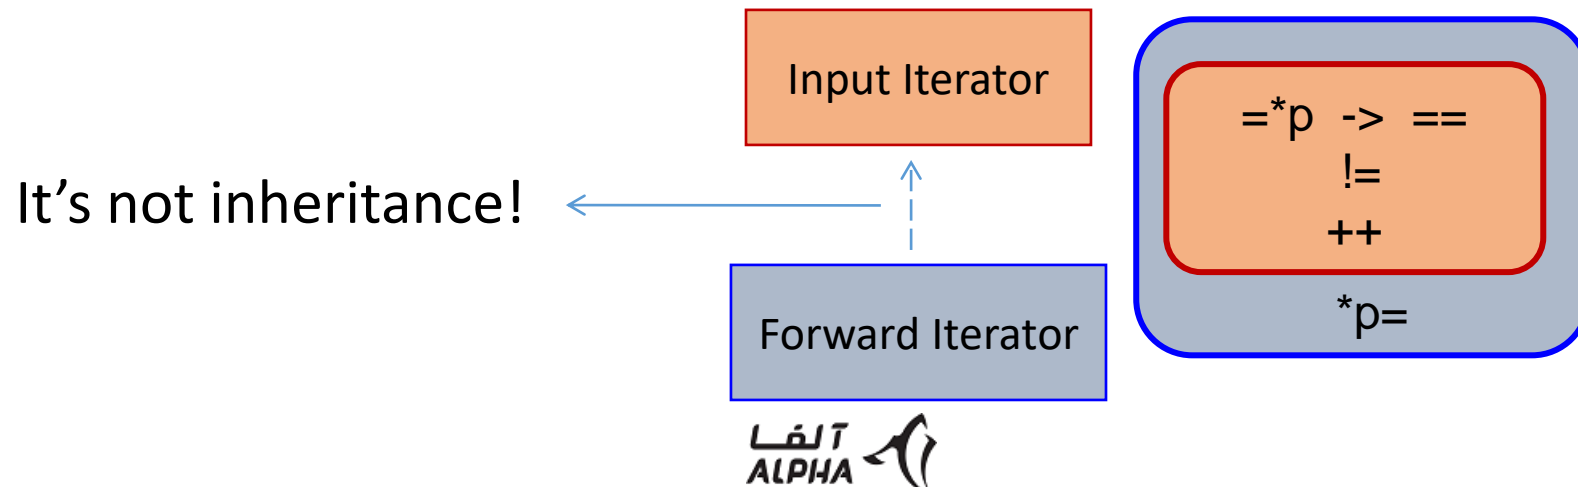 Input Iterator
=*p -> ==
!=
++
It’s not inheritance!
*p=
Forward Iterator
آلفا
ALPHA